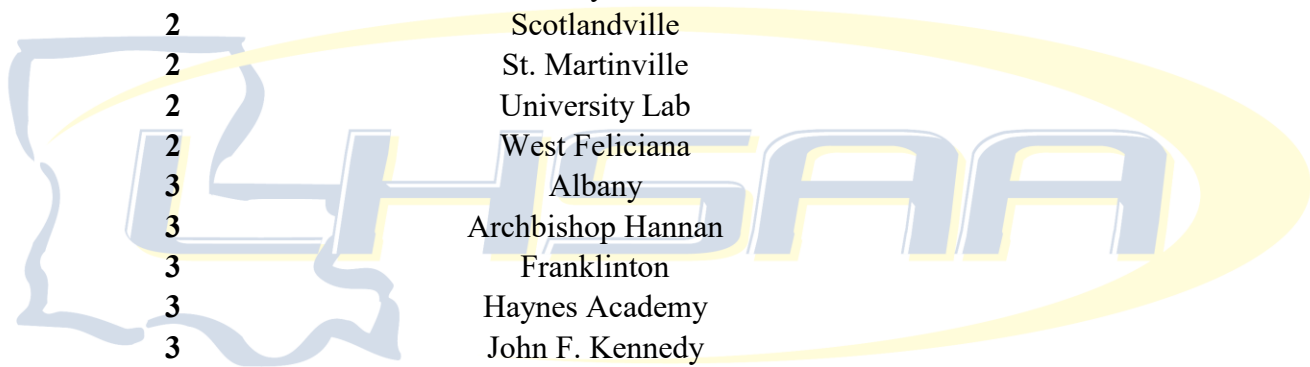 2 Scotlandville
2 St. Martinville
2 University Lab
2 West Feliciana
3 Albany
3 Archbishop Hannan
3 Franklinton
3 Haynes Academy
3 John F. Kennedy
LHSAA